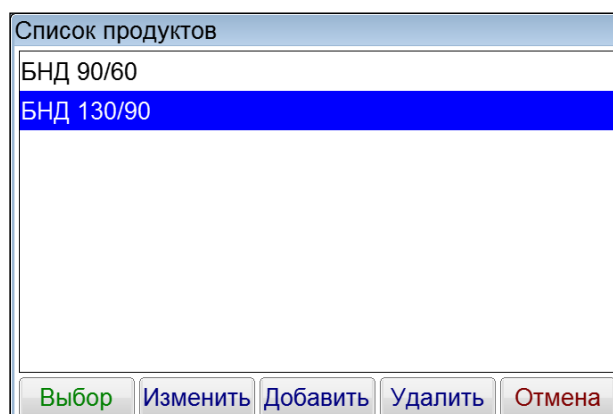 Список продуктов
БНД 90/60
БНД 130/90
Выбор Изменить Добавить Удалить Отмена